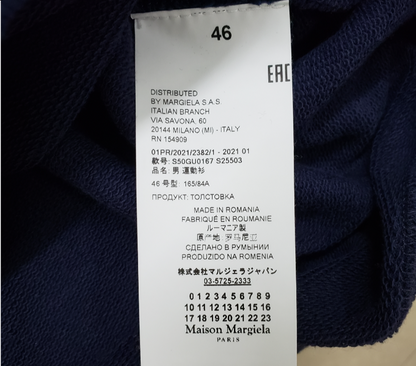 46
EAC
DISTRIBUTED
BY MARGIELA S.A.S.
ITALIAN BRANCH
VIA SAVONA, 60
20144 MILANO (MI) - ITALY
RN 154909
01PR/2021/2382/1 - 2021 01
款号: S50GU0167 S25503
品名: 男 運動衫
46 号型: 165/84A
ПРОДУКТ: ТОЛСТОВКА
MADE IN ROMANIA
FABRIQUÉ EN ROUMANIE
ルーマニア製
原产地: 罗马尼亚
СДЕЛАНО В РУМЫНИИ
PRODUZIDO NA ROMENIA
株式会社マルジェラジャパン
03-5725-2333
0 1 2 3 4 5 6 7 8 9
10 11 12 13 14 15 16
17 18 19 20 21 22 23
Maison Margiela
PARIS